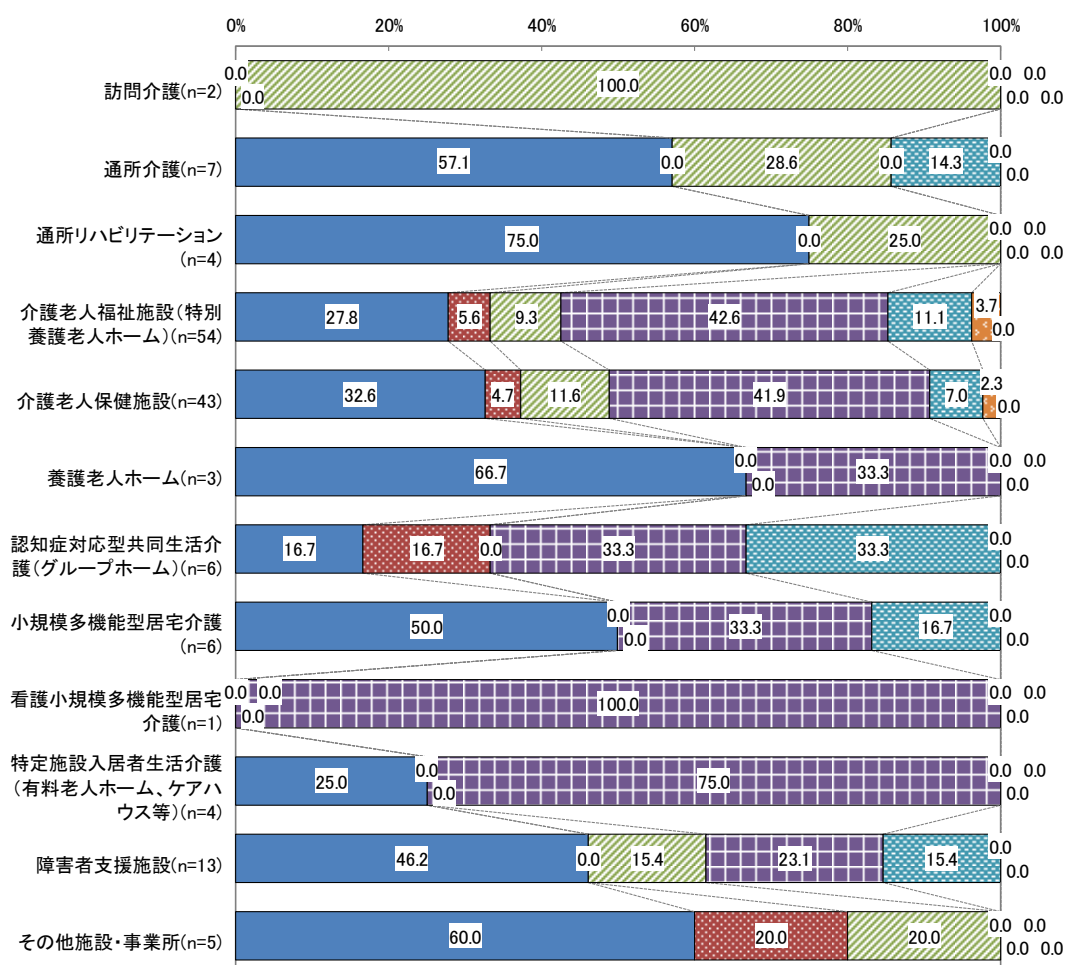 0% 20% 40% 60% 80% 100%
訪問介護(n=2)
0.0 0.0 100.0 0.0 0.0 0.0 0.0
通所介護(n=7)
57.1 0.0 28.6 0.0 14.3 0.0 0.0
通所リハビリテーション
(n=4)
75.0 0.0 25.0 0.0 0.0 0.0 0.0
介護老人福祉施設(特別
養護老人ホーム)(n=54)
27.8 5.6 9.3 42.6 11.1 3.7 0.0
介護老人保健施設(n=43)
32.6 4.7 11.6 41.9 7.0 2.3 0.0
養護老人ホーム(n=3)
66.7 0.0 0.0 33.3 0.0 0.0 0.0
認知症対応型共同生活介
護(グループホーム)(n=6)
16.7 16.7 0.0 33.3 33.3 0.0 0.0
小規模多機能型居宅介護
(n=6)
50.0 0.0 0.0 33.3 16.7 0.0 0.0
看護小規模多機能型居宅
介護(n=1)
0.0 0.0 0.0 100.0 0.0 0.0 0.0
特定施設入居者生活介護
(有料老人ホーム、ケアハ
ウス等)(n=4)
25.0 0.0 0.0 75.0 0.0 0.0 0.0
障害者支援施設(n=13)
46.2 0.0 15.4 23.1 15.4 0.0 0.0
その他施設・事業所(n=5)
60.0 20.0 20.0 0.0 0.0 0.0 0.0